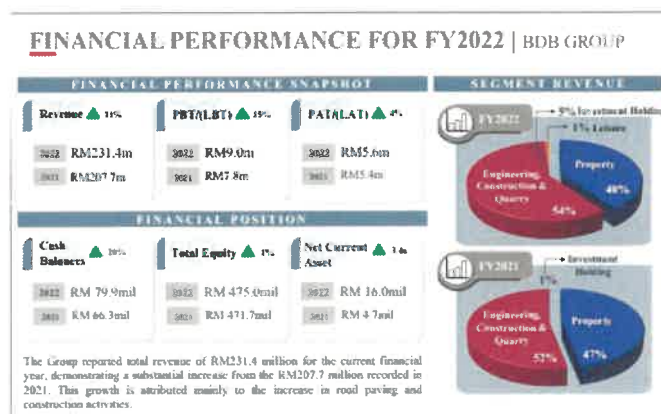 FINANCIAL PERFORMANCE FOR FY2022 | BDB GROUP
FINANCIAL PERFORMANCE SNAPSHOT
Revenue 11%
2022 RM231.4m
2021 RM207.7m
PBT/(LBT) 15%
2022 RM9.0m
2021 RM7.8m
PAT/(LAT) 4%
2022 RM5.6m
2021 RM5.4m
FINANCIAL POSITION
Cash
Balances 20%
2022 RM 79.9mil
2021 RM 66.3mil
Total Equity 1%
2022 RM 475.0mil
2021 RM 471.7mil
Net Current
Asset
2022 RM 16.0mil
2021 RM 4.7mil
The Group reported total revenue of RM231.4 million for the current financial
year, demonstrating a substantial increase from the RM207.7 million recorded in
2021. This growth is attributed mainly to the increase in road paving and
construction activities.
SEGMENT REVENUE
FY2022
Investment Holding
1% Leisure
Engineering,
Construction &
Quarry
54%
Property
40%
FY2021
Investment
Holding
1%
Engineering,
Construction &
Quarry
52%
Property
47%